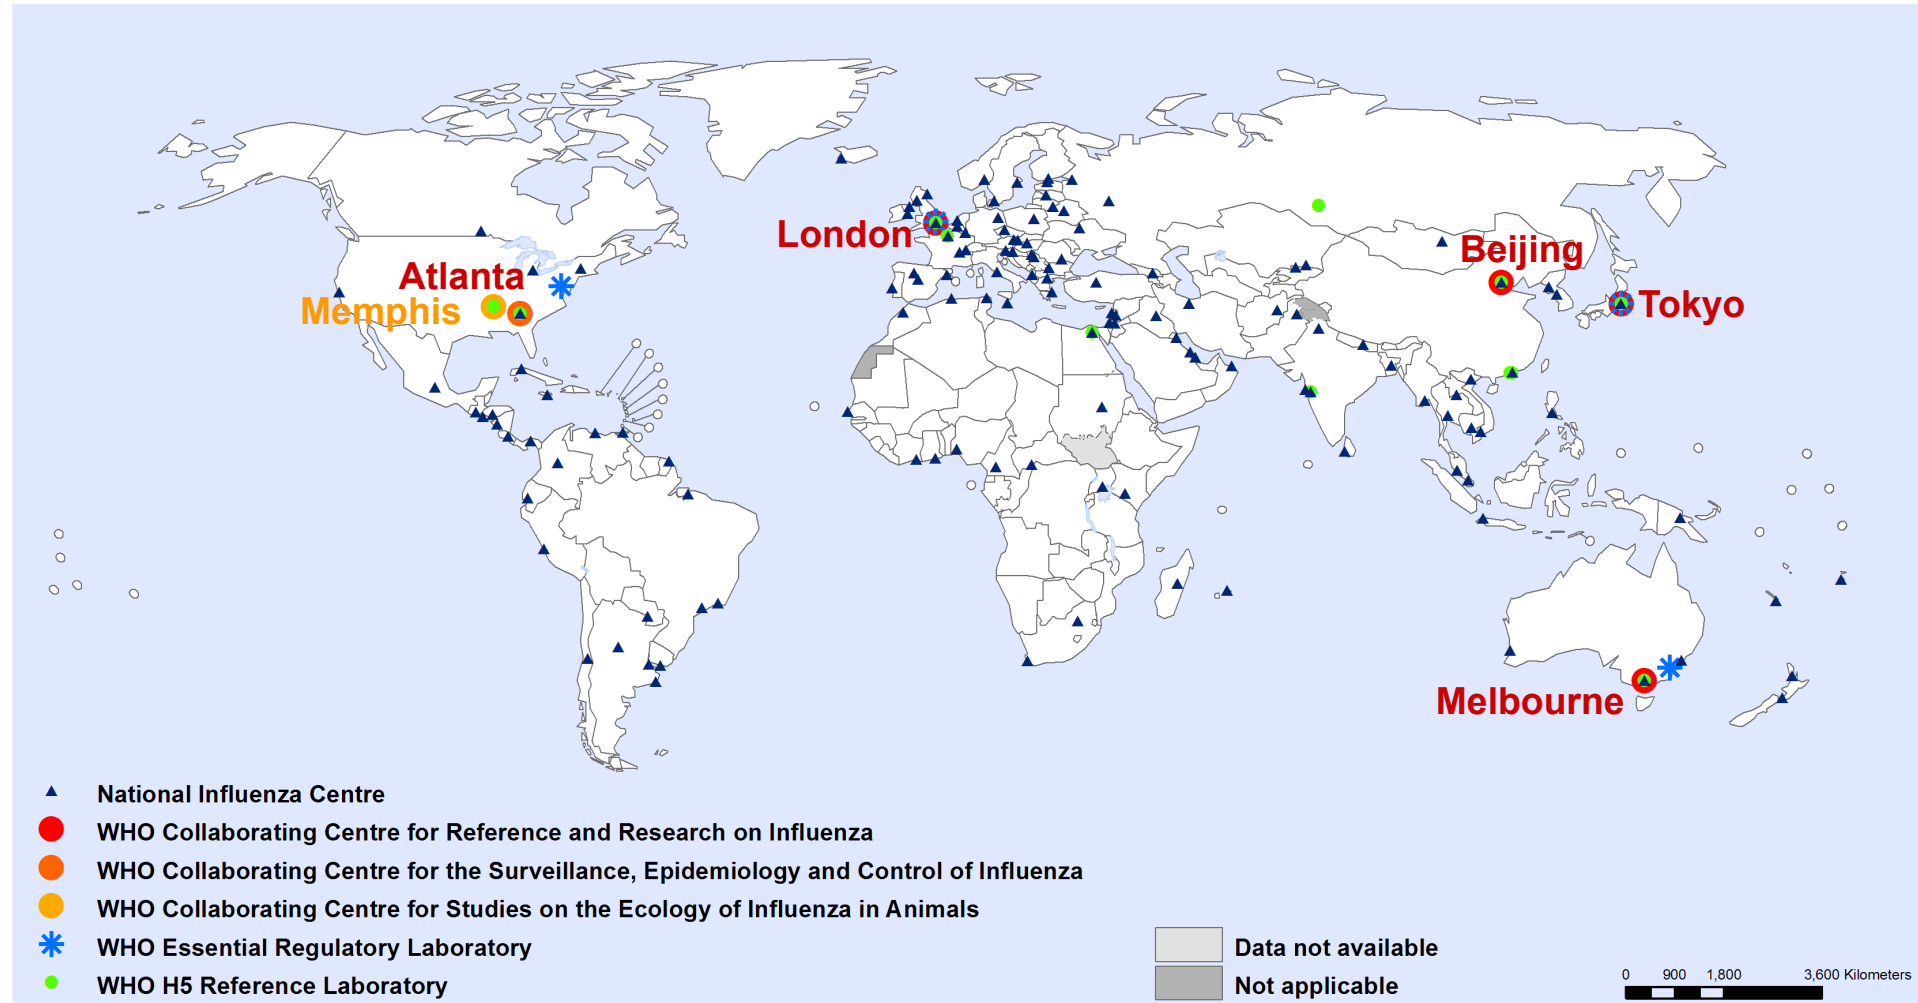 London
Beijing
Atlanta
Memphis
Tokyo
Melbourne
National Influenza Centre
WHO Collaborating Centre for Reference and Research on Influenza
WHO Collaborating Centre for the Surveillance, Epidemiology and Control of Influenza
WHO Collaborating Centre for Studies on the Ecology of Influenza in Animals
WHO Essential Regulatory Laboratory
WHO H5 Reference Laboratory
Data not available
Not applicable
0 900 1,800 3,600 Kilometers